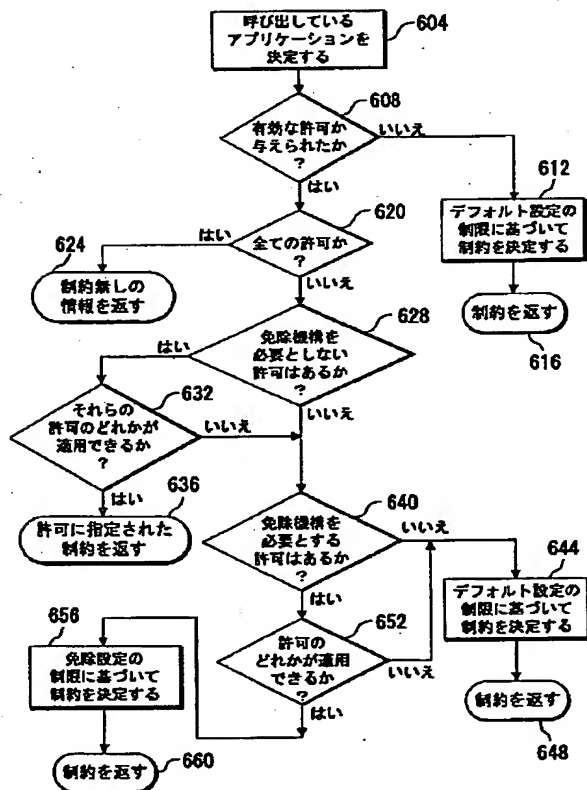 呼び出している
アプリケーションを
決定する
604
608
有効な許可か
与えられたか
?
いいえ
はい
612
デフォルト設定の
制限に基づいて
制約を決定する
620
全ての許可か
?
はい
624
制約無しの
情報を返す
いいえ
制約を返す
616
628
免除機構を
必要としない
許可はあるか
?
はい
632
それらの
許可のどれかが
適用できるか
?
いいえ
いいえ
はい
636
許可に指定された
制約を返す
640
免除機構を
必要とする
許可はあるか
?
いいえ
はい
644
デフォルト設定の
制限に基づいて
制約を決定する
652
許可の
どれかが適用
できるか
?
いいえ
はい
656
免除設定の
制限に基づいて
制約を決定する
制約を返す
648
制約を返す
660